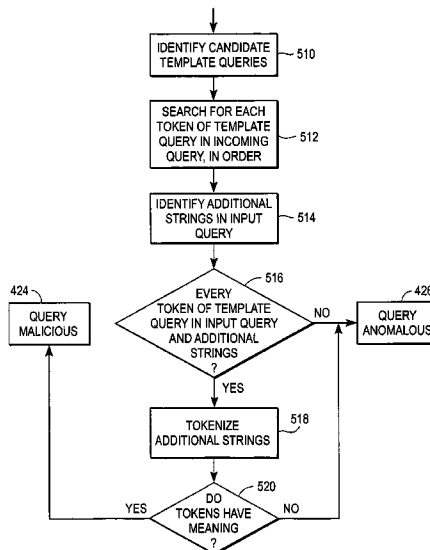 IDENTIFY CANDIDATE
TEMPLATE QUERIES
510
SEARCH FOR EACH
TOKEN OF TEMPLATE
QUERY IN INCOMING
QUERY, IN ORDER
512
IDENTIFY ADDITIONAL
STRINGS IN INPUT
QUERY
514
424
QUERY
MALICIOUS
516
EVERY
TOKEN OF TEMPLATE
QUERY IN INPUT QUERY
AND ADDITIONAL
STRINGS
?
NO
426
QUERY
ANOMALOUS
YES
TOKENIZE
ADDITIONAL STRINGS
518
520
YES
DO
TOKENS HAVE
MEANING
?
NO